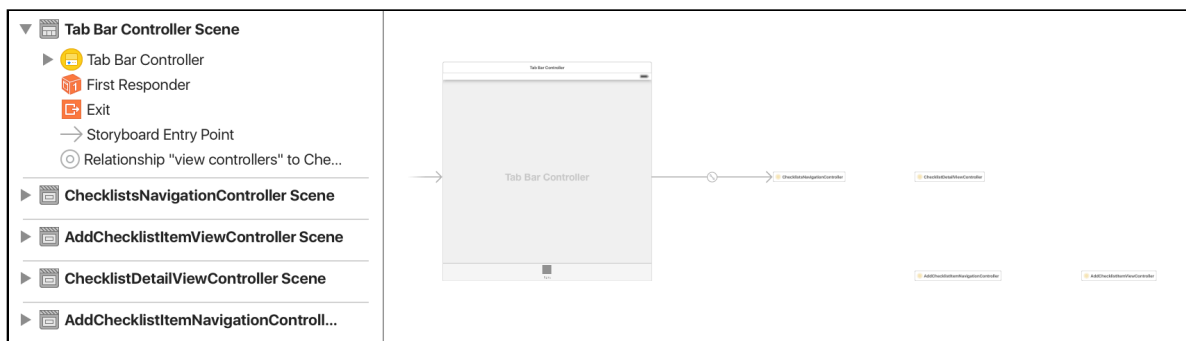 Tab Bar Controller Scene
Tab Bar Controller
First Responder
Exit
Storyboard Entry Point
Relationship "view controllers" to Che...
ChecklistsNavigationController Scene
AddChecklistItemViewController Scene
ChecklistDetailViewController Scene
AddChecklistItemNavigationControll...
Tab Bar Controller
Tab Bar Controller
ChecklistsNavigationController
ChecklistDetailViewController
AddChecklistItemNavigationController
AddChecklistItemViewController